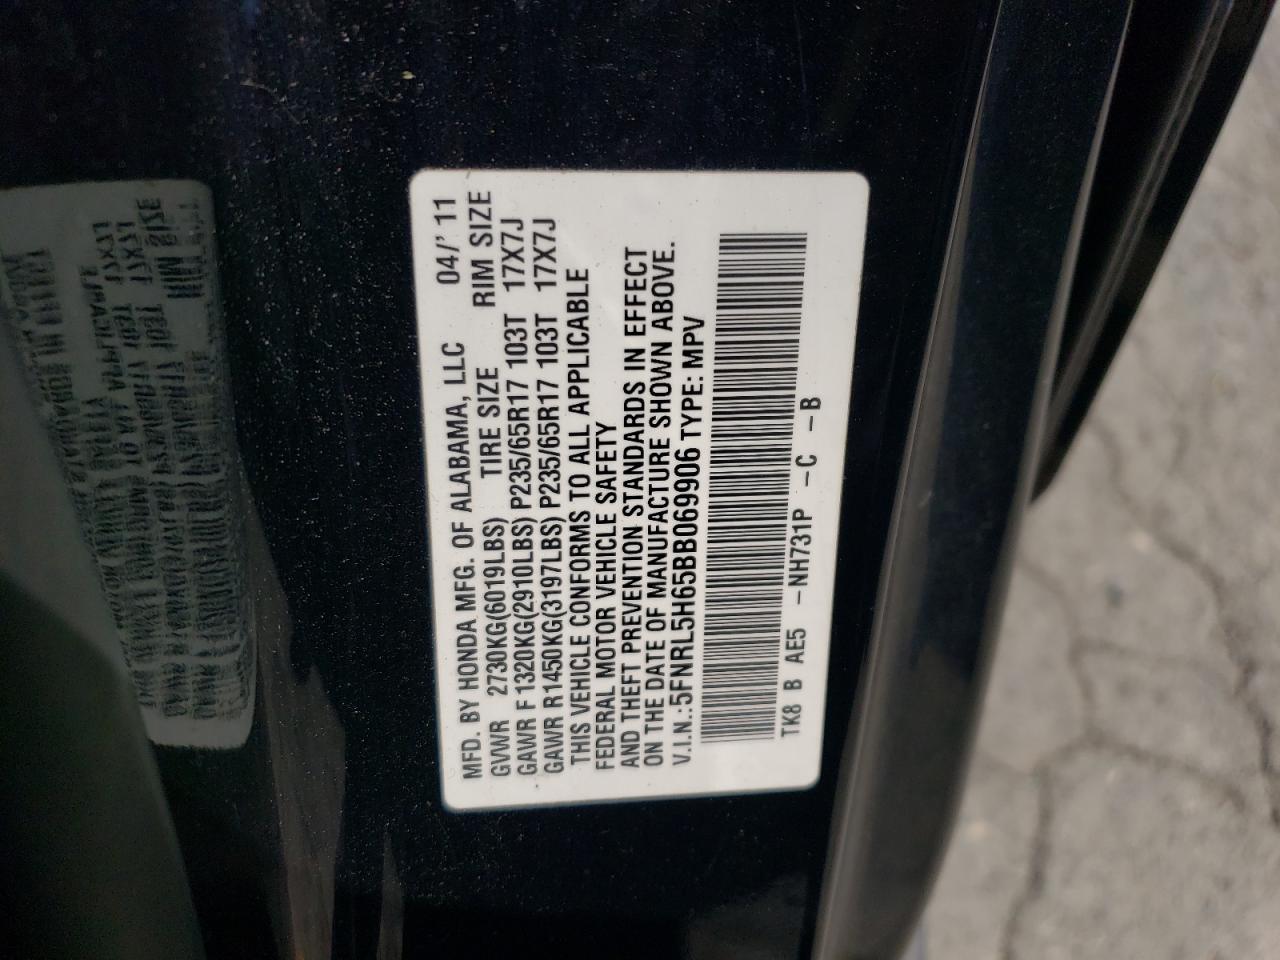 MFD. BY HONDA MFG. OF ALABAMA, LLC 04/'11
GVWR 2730KG(6019LBS) TIRE SIZE RIM SIZE
GAWR F 1320KG(2910LBS) P235/65R17 103T 17X7J
GAWR R1450KG(3197LBS) P235/65R17 103T 17X7J
THIS VEHICLE CONFORMS TO ALL APPLICABLE
FEDERAL MOTOR VEHICLE SAFETY
AND THEFT PREVENTION STANDARDS IN EFFECT
ON THE DATE OF MANUFACTURE SHOWN ABOVE.
V.I.N.:5FNRL5H65BB069906 TYPE: MPV
TK8 B AE5 -NH731P -C -B